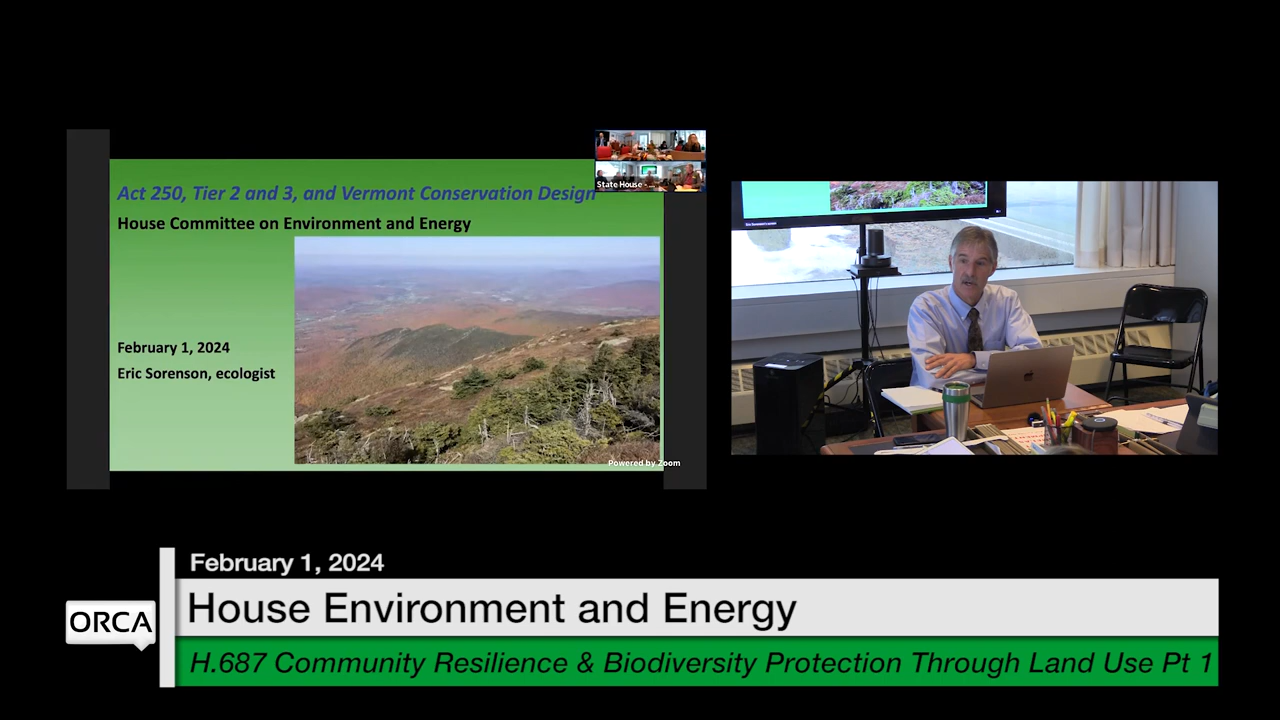 Act 250, Tier 2 and 3, and Vermont Conservation Design
House Committee on Environment and Energy
February 1, 2024
Eric Sorenson, ecologist
State House - ...
Powered by Zoom
February 1, 2024
ORCA
House Environment and Energy
H.687 Community Resilience & Biodiversity Protection Through Land Use Pt 1